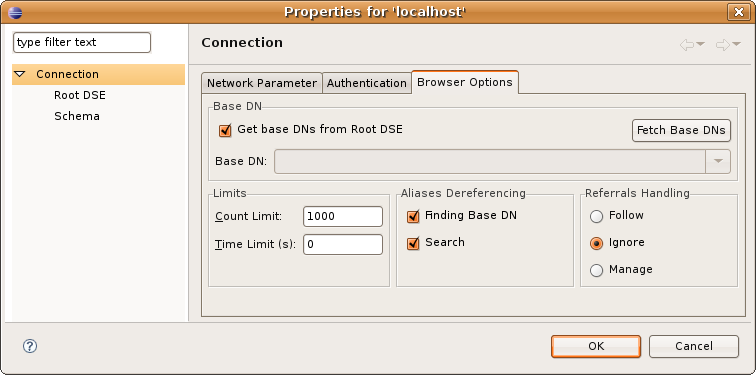 Properties for 'localhost'
type filter text
Connection
Root DSE
Schema
Connection
Network Parameter
Authentication
Browser Options
Base DN
Get base DNs from Root DSE
Fetch Base DNs
Base DN:
Limits
Count Limit: 1000
Time Limit (s): 0
Aliases Dereferencing
Finding Base DN
Search
Referrals Handling
Follow
Ignore
Manage
?
OK
Cancel